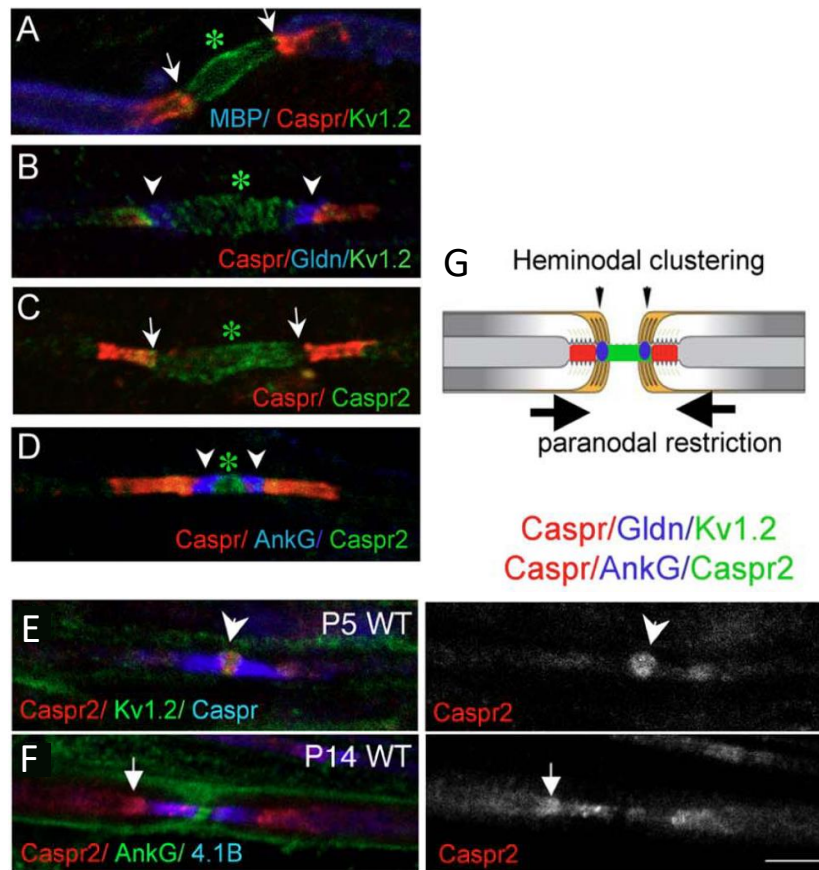 A
MBP/ Caspr/Kv1.2
B
Caspr/Gldn/Kv1.2
C
Caspr/ Caspr2
D
Caspr/ AnkG/ Caspr2
G
Heminodal clustering
paranodal restriction
Caspr/Gldn/Kv1.2
Caspr/AnkG/Caspr2
E
P5 WT
Caspr2/ Kv1.2/ Caspr
Caspr2
F
P14 WT
Caspr2/ AnkG/ 4.1B
Caspr2